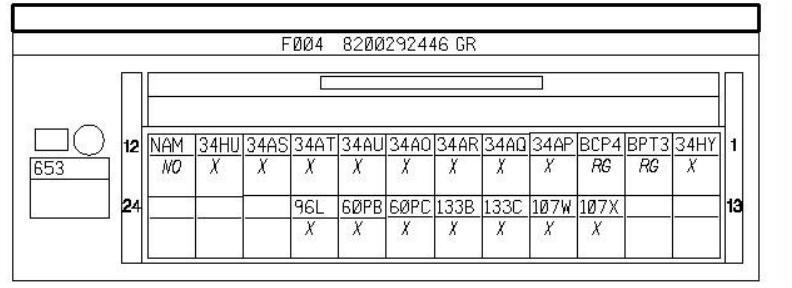 FØØ4 82ØØ292446 GR
12 NAM 34HU 34AS 34AT 34AU 34AO 34AR 34AQ 34AP BCP4 BPT3 34HY 1
653 NO X X X X X X X X RG RG X
24 96L 6ØPB 6ØPC 133B 133C 1Ø7W 1Ø7X 13
X X X X X X X